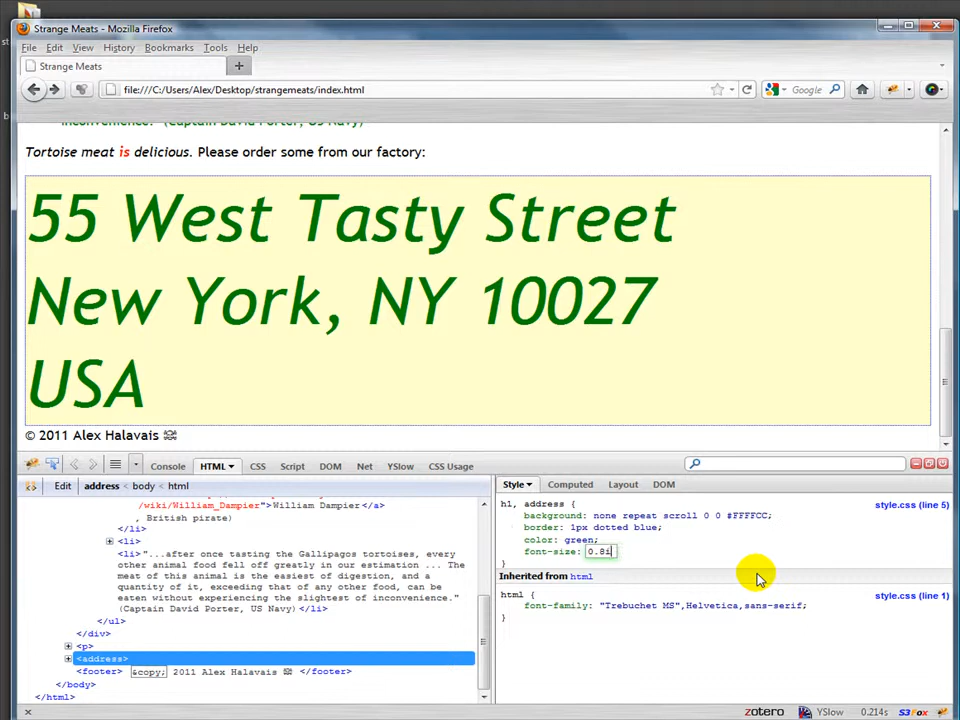 st
Strange Meats - Mozilla Firefox
File Edit View History Bookmarks Tools Help
Strange Meats
file:///C:/Users/Alex/Desktop/strangemeats/index.html
Google
b
inconvenience." (Captain David Porter, US Navy)
Tortoise meat is delicious. Please order some from our factory:
55 West Tasty Street
New York, NY 10027
USA
© 2011 Alex Halavais
Console HTML CSS Script DOM Net YSlow CSS Usage
Edit address < body < html
Style Computed Layout DOM
/wiki/William_Dampier">William Dampier</a>
, British pirate)
</li>
<li>
<li>"...after once tasting the Gallipagos tortoises, every
other animal food fell off greatly in our estimation ... The
meat of this animal is the easiest of digestion, and a
quantity of it, exceeding that of any other food, can be
eaten without experiencing the slightest of inconvenience."
(Captain David Porter, US Navy)</li>
</ul>
</div>
<p>
<address>
<footer> &copy; 2011 Alex Halavais </footer>
</body>
</html>
h1, address { style.css (line 5)
background: none repeat scroll 0 0 #FFFFCC;
border: 1px dotted blue;
color: green;
font-size: 0.8i
}
Inherited from html
html { style.css (line 1)
font-family: "Trebuchet MS",Helvetica,sans-serif;
}
zotero YSlow 0.214s S3Fox